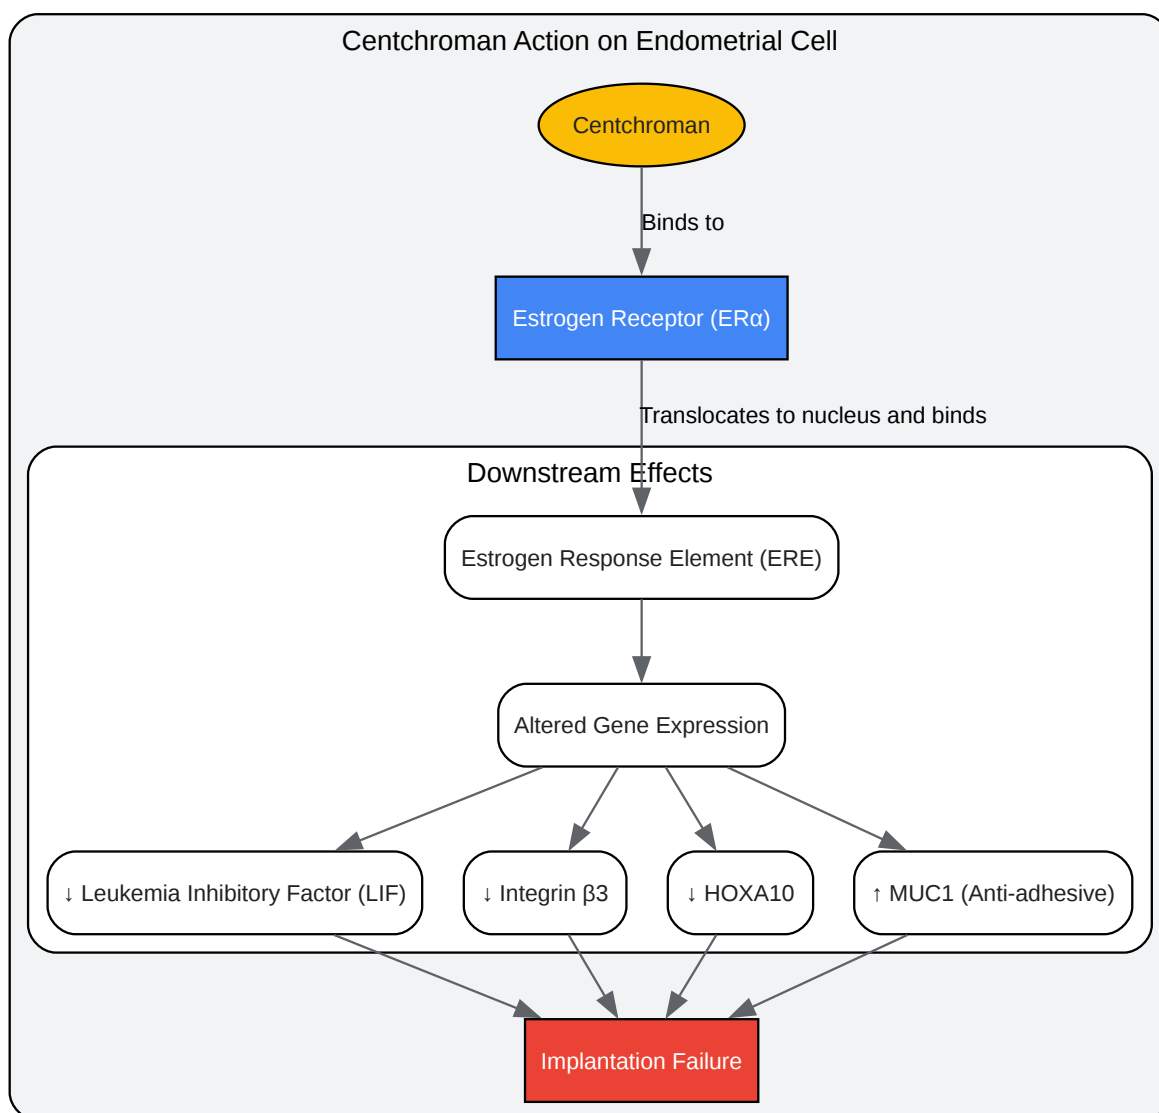 Centchroman Action on Endometrial Cell
Centchroman
Binds to
Estrogen Receptor (ERα)
Translocates to nucleus and binds
Downstream Effects
Estrogen Response Element (ERE)
Altered Gene Expression
↓ Leukemia Inhibitory Factor (LIF)
↓ Integrin β3
↓ HOXA10
↑ MUC1 (Anti-adhesive)
Implantation Failure